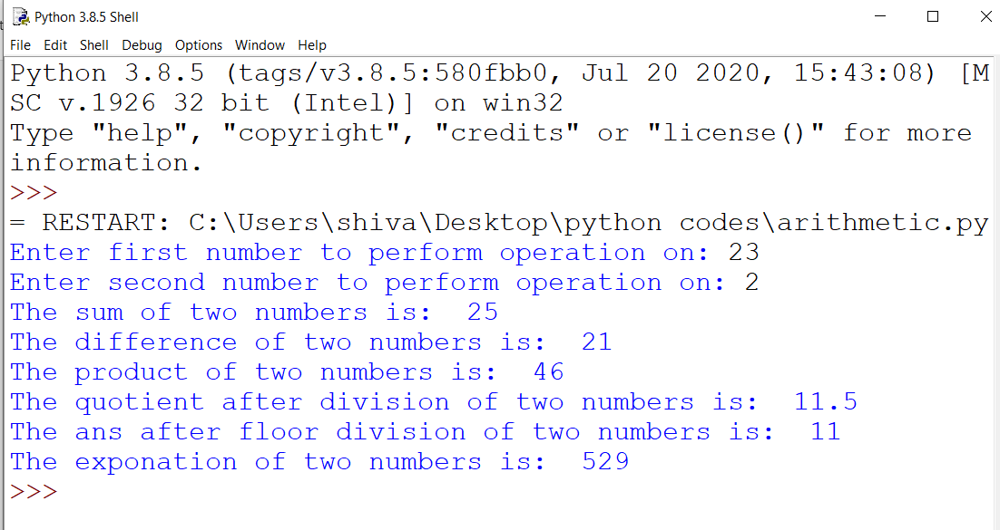 Python 3.8.5 Shell
File Edit Shell Debug Options Window Help
Python 3.8.5 (tags/v3.8.5:580fbb0, Jul 20 2020, 15:43:08) [M
SC v.1926 32 bit (Intel)] on win32
Type "help", "copyright", "credits" or "license()" for more
information.
>>>
= RESTART: C:\Users\shiva\Desktop\python codes\arithmetic.py
Enter first number to perform operation on: 23
Enter second number to perform operation on: 2
The sum of two numbers is:  25
The difference of two numbers is:  21
The product of two numbers is:  46
The quotient after division of two numbers is:  11.5
The ans after floor division of two numbers is:  11
The exponation of two numbers is:  529
>>>